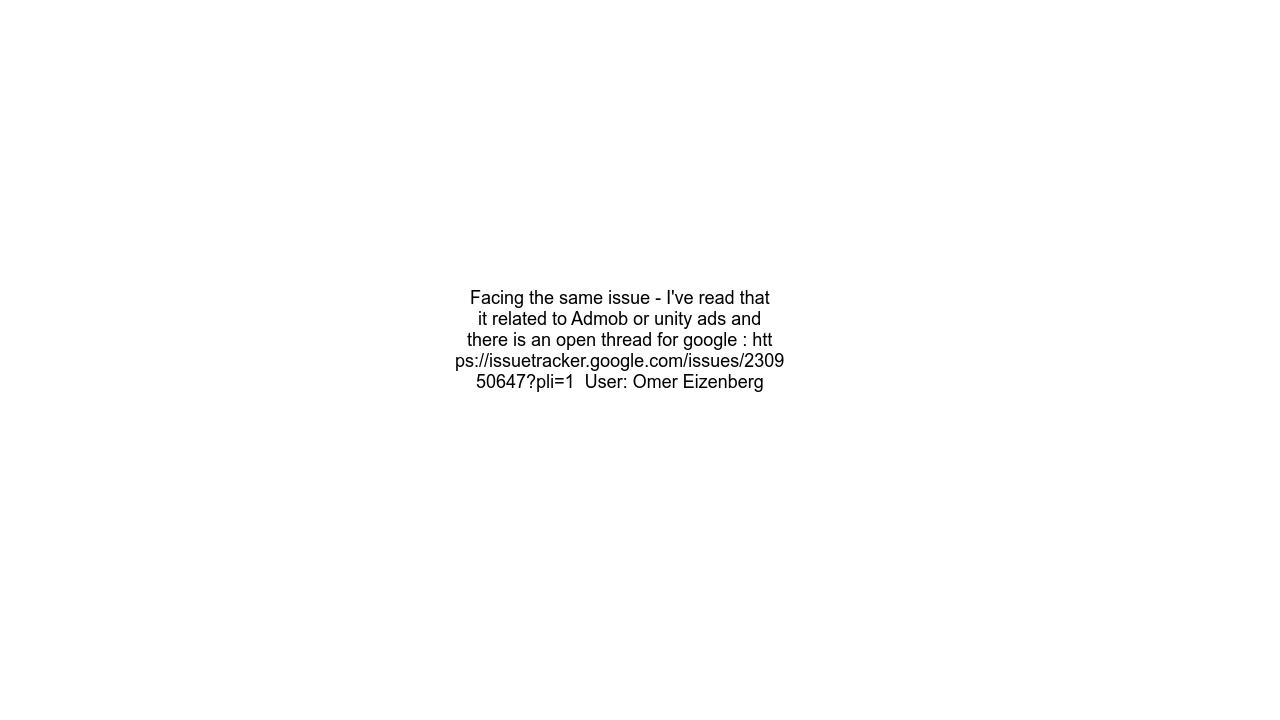 Facing the same issue - I've read that
it related to Admob or unity ads and
there is an open thread for google : htt
ps://issuetracker.google.com/issues/2309
50647?pli=1  User: Omer Eizenberg